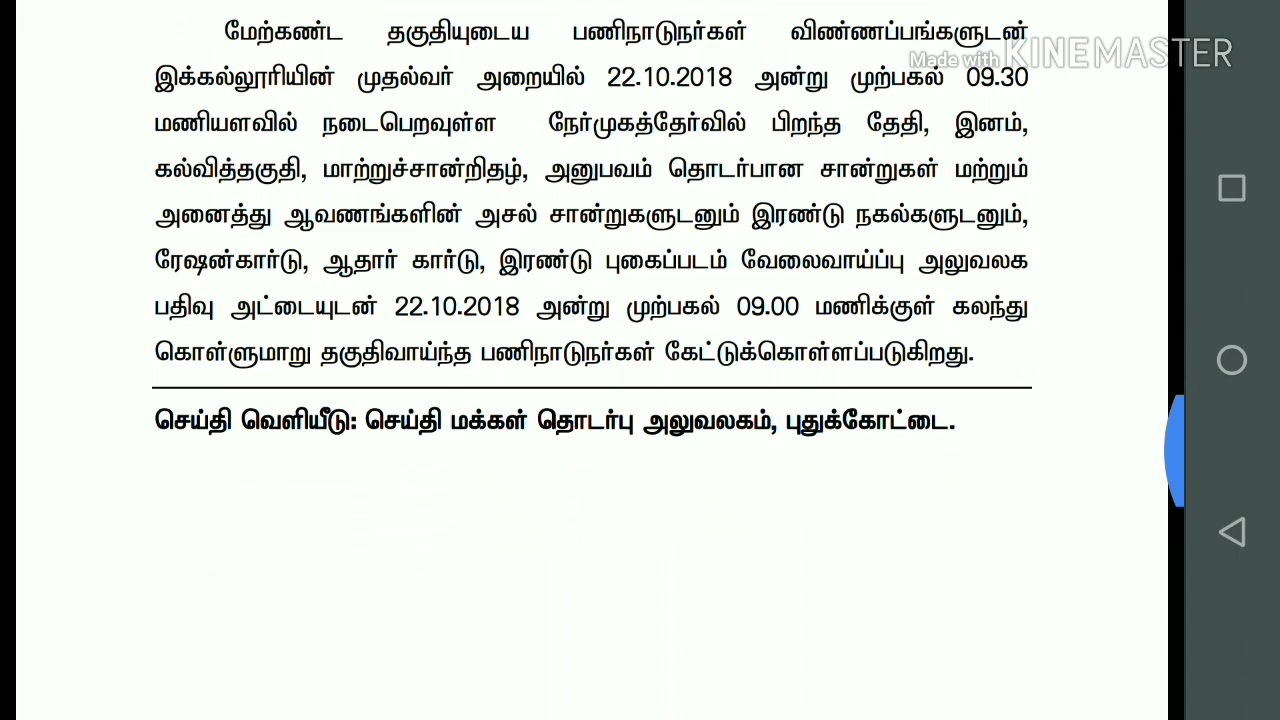 மேற்கண்ட தகுதியுடைய பணிநாடுநர்கள் விண்ணப்பங்களுடன்
Made with KINEMASTER
இக்கல்லூரியின் முதல்வர் அறையில் 22.10.2018 அன்று முற்பகல் 09.30
மணியளவில் நடைபெறவுள்ள நேர்முகத்தேர்வில் பிறந்த தேதி, இனம்,
கல்வித்தகுதி, மாற்றுச்சான்றிதழ், அனுபவம் தொடர்பான சான்றுகள் மற்றும்
அனைத்து ஆவணங்களின் அசல் சான்றுகளுடனும் இரண்டு நகல்களுடனும்,
ரேஷன்கார்டு, ஆதார் கார்டு, இரண்டு புகைப்படம் வேலைவாய்ப்பு அலுவலக
பதிவு அட்டையுடன் 22.10.2018 அன்று முற்பகல் 09.00 மணிக்குள் கலந்து
கொள்ளுமாறு தகுதிவாய்ந்த பணிநாடுநர்கள் கேட்டுக்கொள்ளப்படுகிறது.
செய்தி வெளியீடு: செய்தி மக்கள் தொடர்பு அலுவலகம், புதுக்கோட்டை.